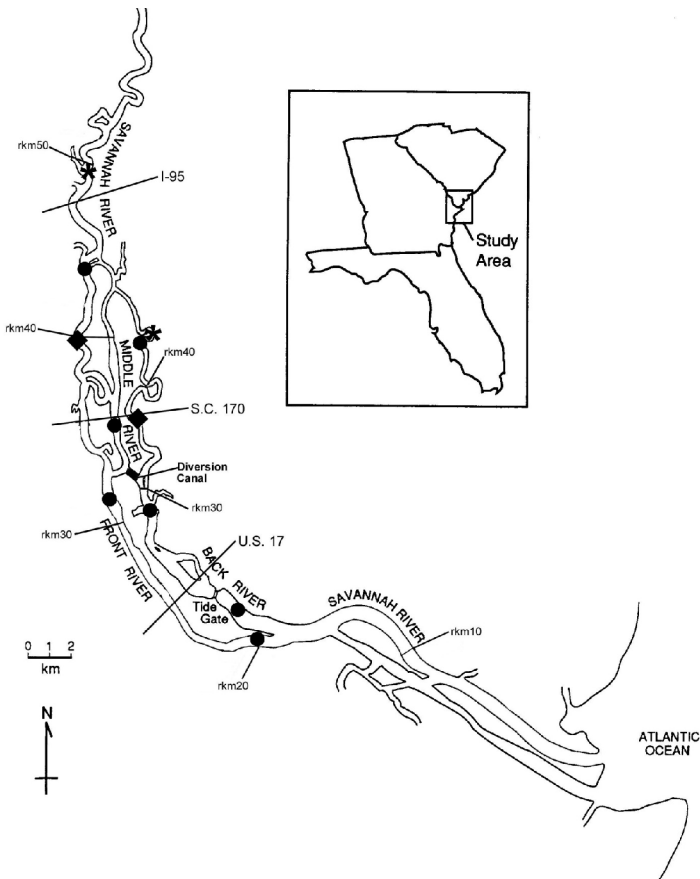 rkm50
SAVANNAH RIVER
I-95
Study
Area
rkm40
MIDDLE
RIVER
rkm40
S.C. 170
Diversion
Canal
rkm30
rkm30
FRONT RIVER
U.S. 17
BACK
RIVER
Tide
Gate
SAVANNAH RIVER
rkm10
rkm20
0 1 2
km
N
ATLANTIC
OCEAN